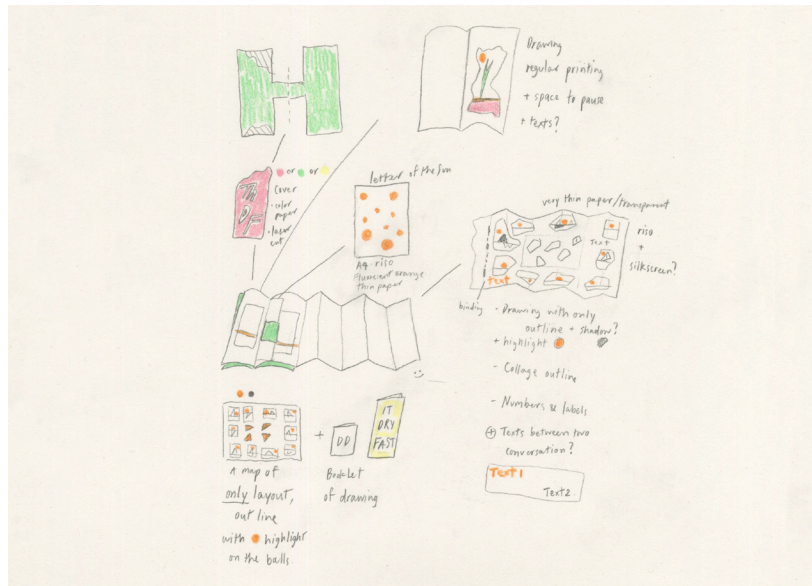 Drawing
regular printing
+ space to pause
+ texts?
or or
Cover
- color
paper
- laser
cut
letter of the Sun
A4 riso
Fluorescent orange
thin paper
very thin paper/transparent
Text
TEXT
riso
+
silkscreen?
binding
- Drawing with only
outline + shadow?
+ highlight
- Collage outline
- Numbers & labels
+ Texts between two
conversation?
Text1
Text2
+
DD
IT
DRY
FAST
A map of
only layout,
out line
with highlight
on the balls
Booklet
of drawing